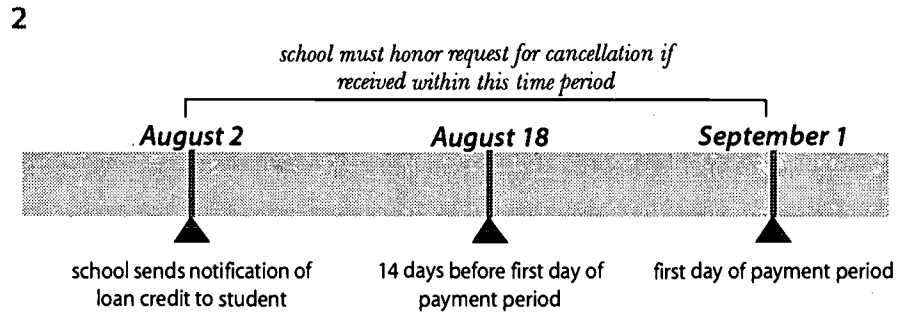 2
school must honor request for cancellation if
received within this time period
August 2
August 18
September 1
school sends notification of
loan credit to student
14 days before first day of
payment period
first day of payment period